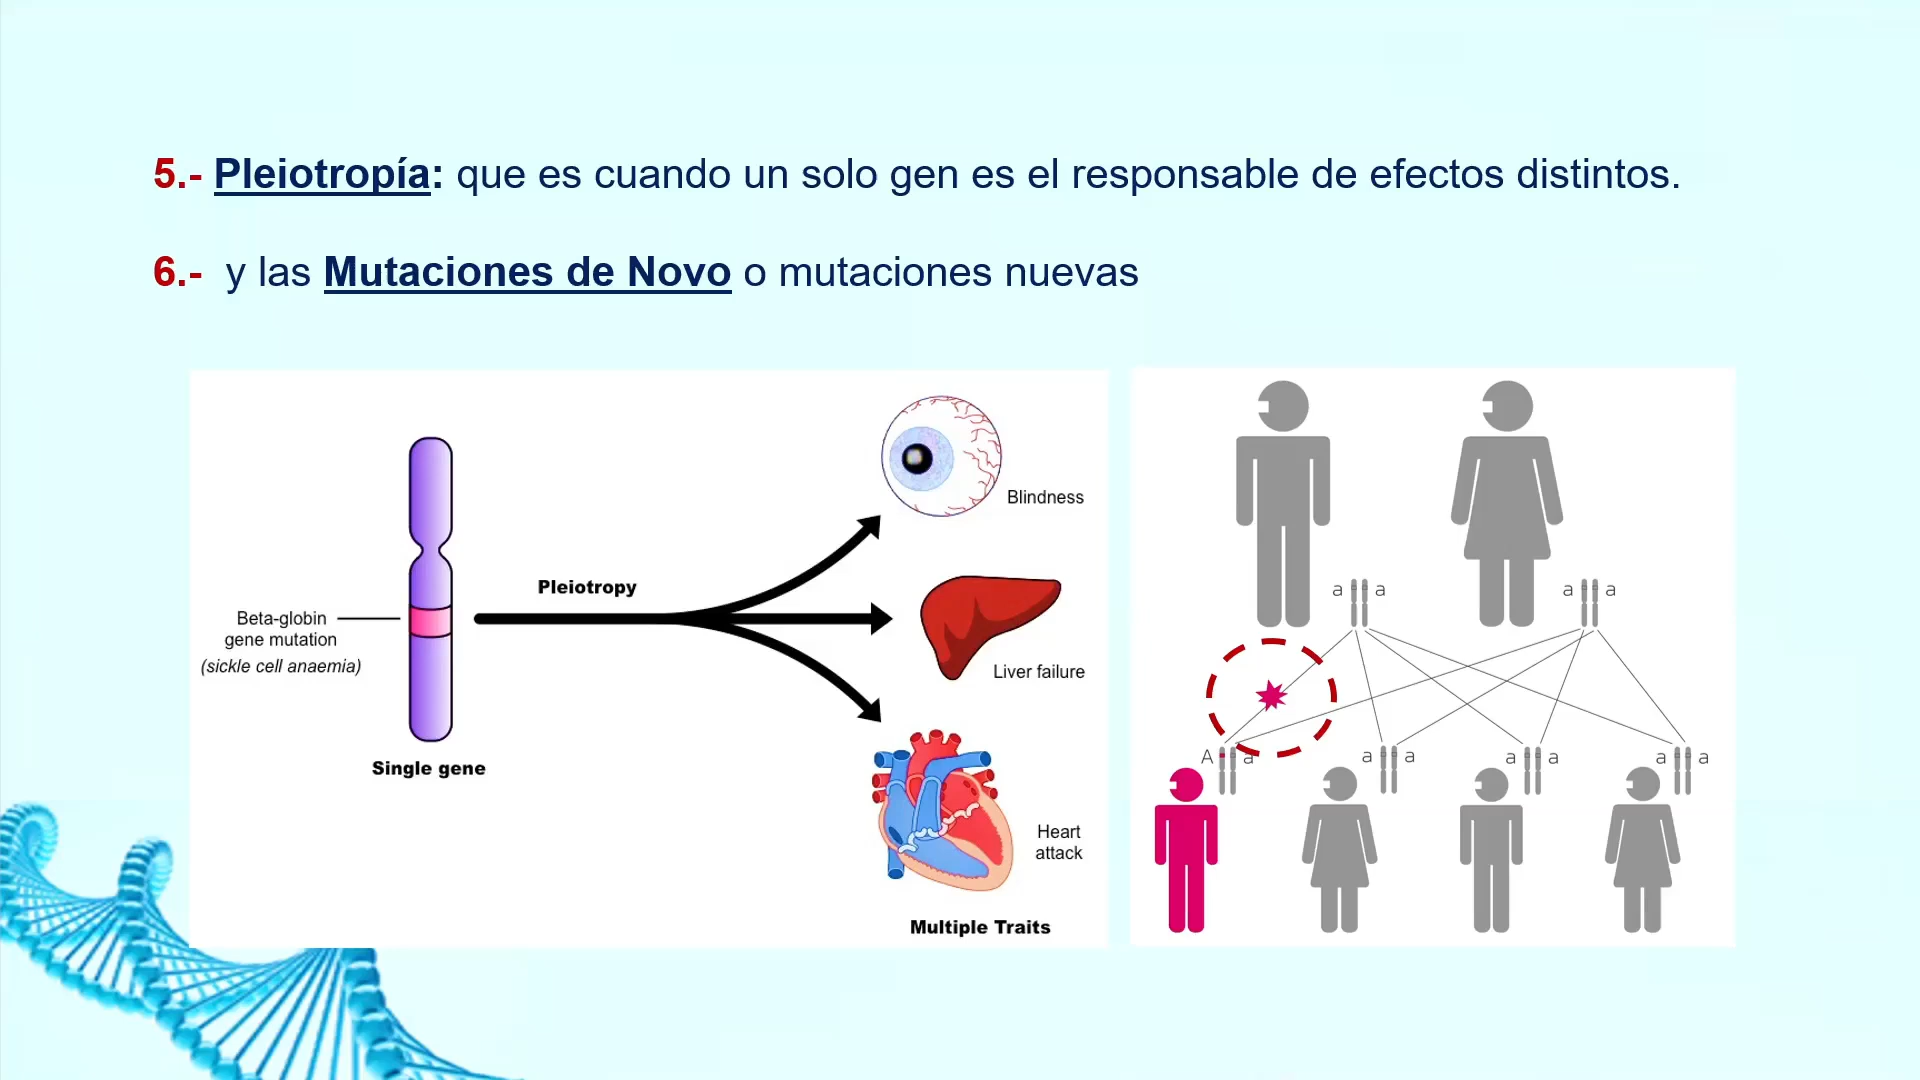 5.- Pleiotropía: que es cuando un solo gen es el responsable de efectos distintos.
6.- y las Mutaciones de Novo o mutaciones nuevas
Beta-globin
gene mutation
(sickle cell anaemia)
Single gene
Pleiotropy
Blindness
Liver failure
Heart
attack
Multiple Traits
a a
a a
A a
a a
a a
a a